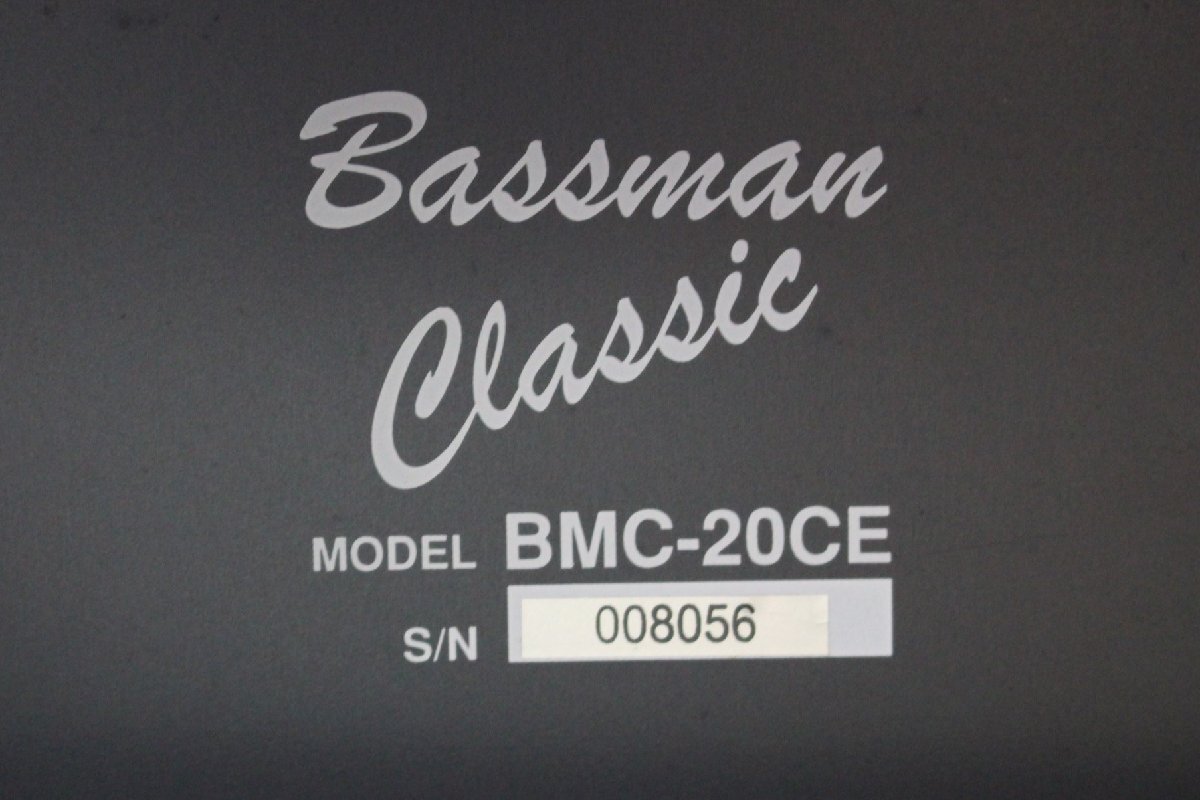 Bassman
Classic
MODEL BMC-20CE
S/N 008056